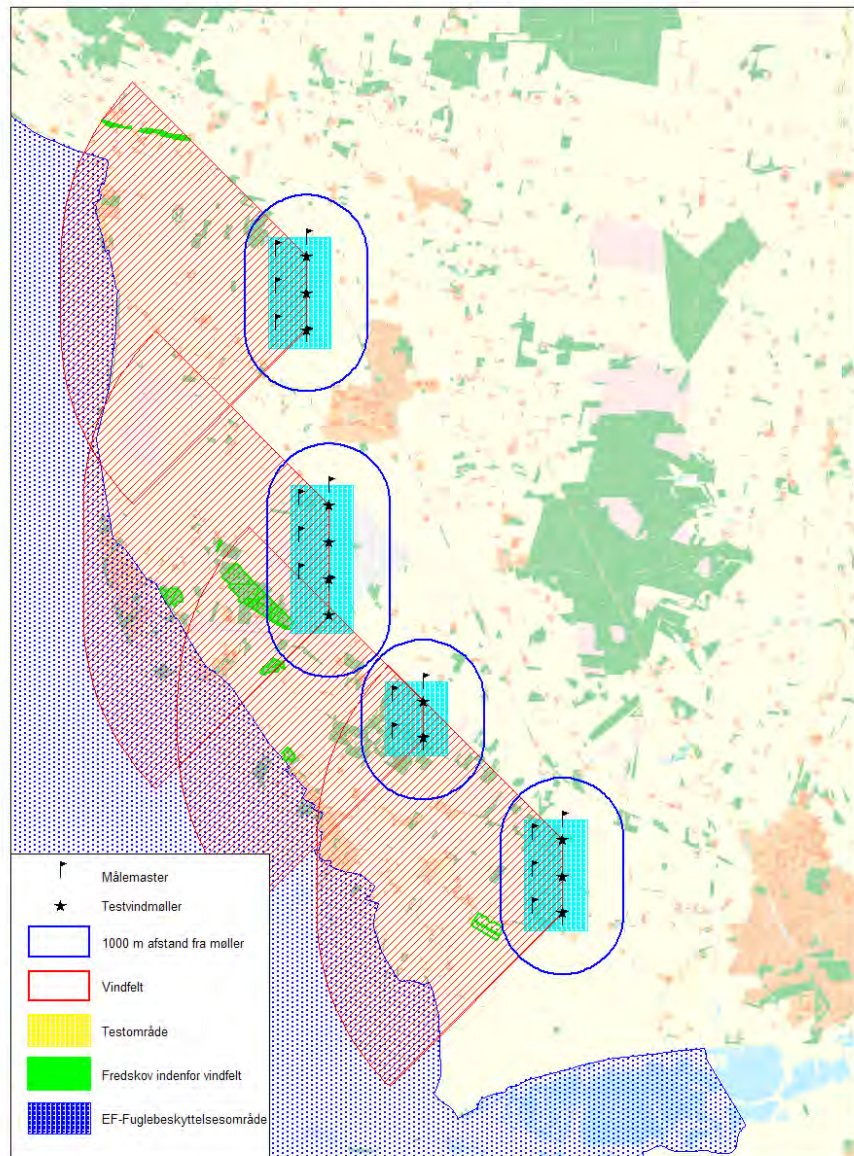 Målemaster
Testvindmøller
1000 m afstand fra møller
Vindfelt
Testområde
Fredskov indenfor vindfelt
EF-Fuglebeskyttelsesområde